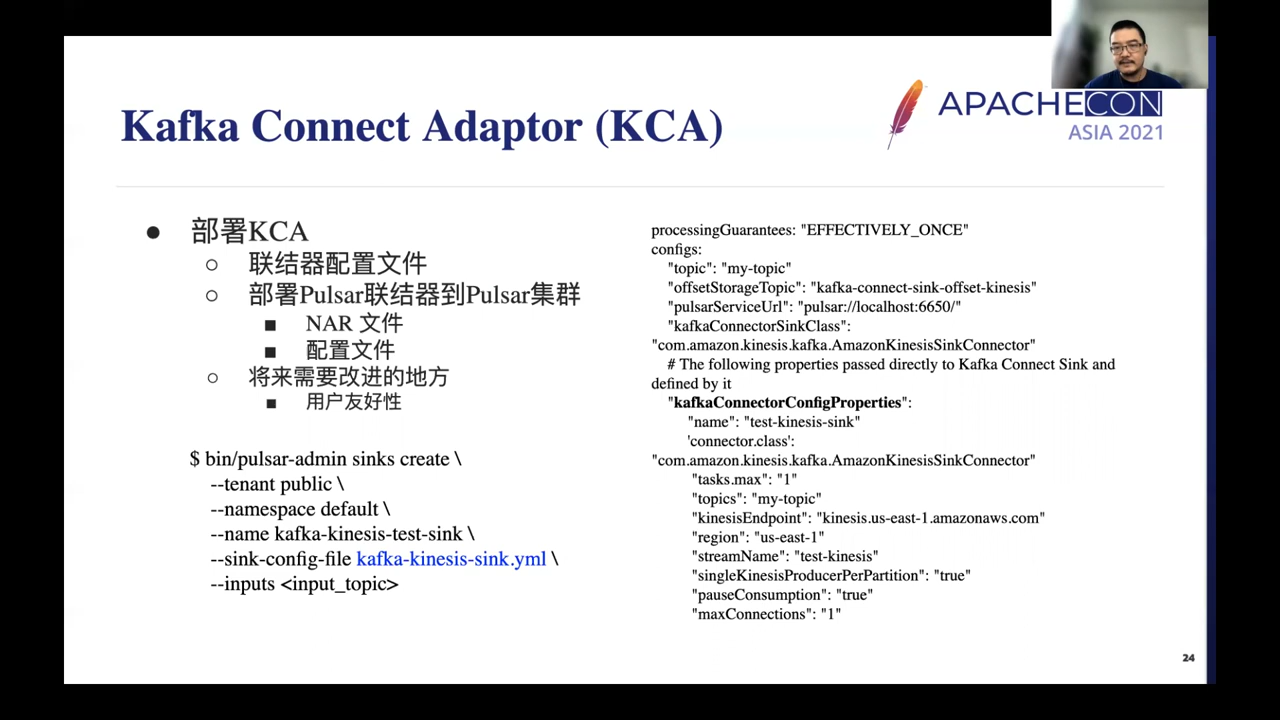 APACHECON
ASIA 2021
Kafka Connect Adaptor (KCA)
● 部署KCA
○ 联结器配置文件
○ 部署Pulsar联结器到Pulsar集群
■ NAR 文件
■ 配置文件
○ 将来需要改进的地方
■ 用户友好性
$ bin/pulsar-admin sinks create \
--tenant public \
--namespace default \
--name kafka-kinesis-test-sink \
--sink-config-file kafka-kinesis-sink.yml \
--inputs <input_topic>
processingGuarantees: "EFFECTIVELY_ONCE"
configs:
"topic": "my-topic"
"offsetStorageTopic": "kafka-connect-sink-offset-kinesis"
"pulsarServiceUrl": "pulsar://localhost:6650/"
"kafkaConnectorSinkClass":
"com.amazon.kinesis.kafka.AmazonKinesisSinkConnector"
# The following properties passed directly to Kafka Connect Sink and
defined by it
"kafkaConnectorConfigProperties":
"name": "test-kinesis-sink"
'connector.class':
"com.amazon.kinesis.kafka.AmazonKinesisSinkConnector"
"tasks.max": "1"
"topics": "my-topic"
"kinesisEndpoint": "kinesis.us-east-1.amazonaws.com"
"region": "us-east-1"
"streamName": "test-kinesis"
"singleKinesisProducerPerPartition": "true"
"pauseConsumption": "true"
"maxConnections": "1"
24